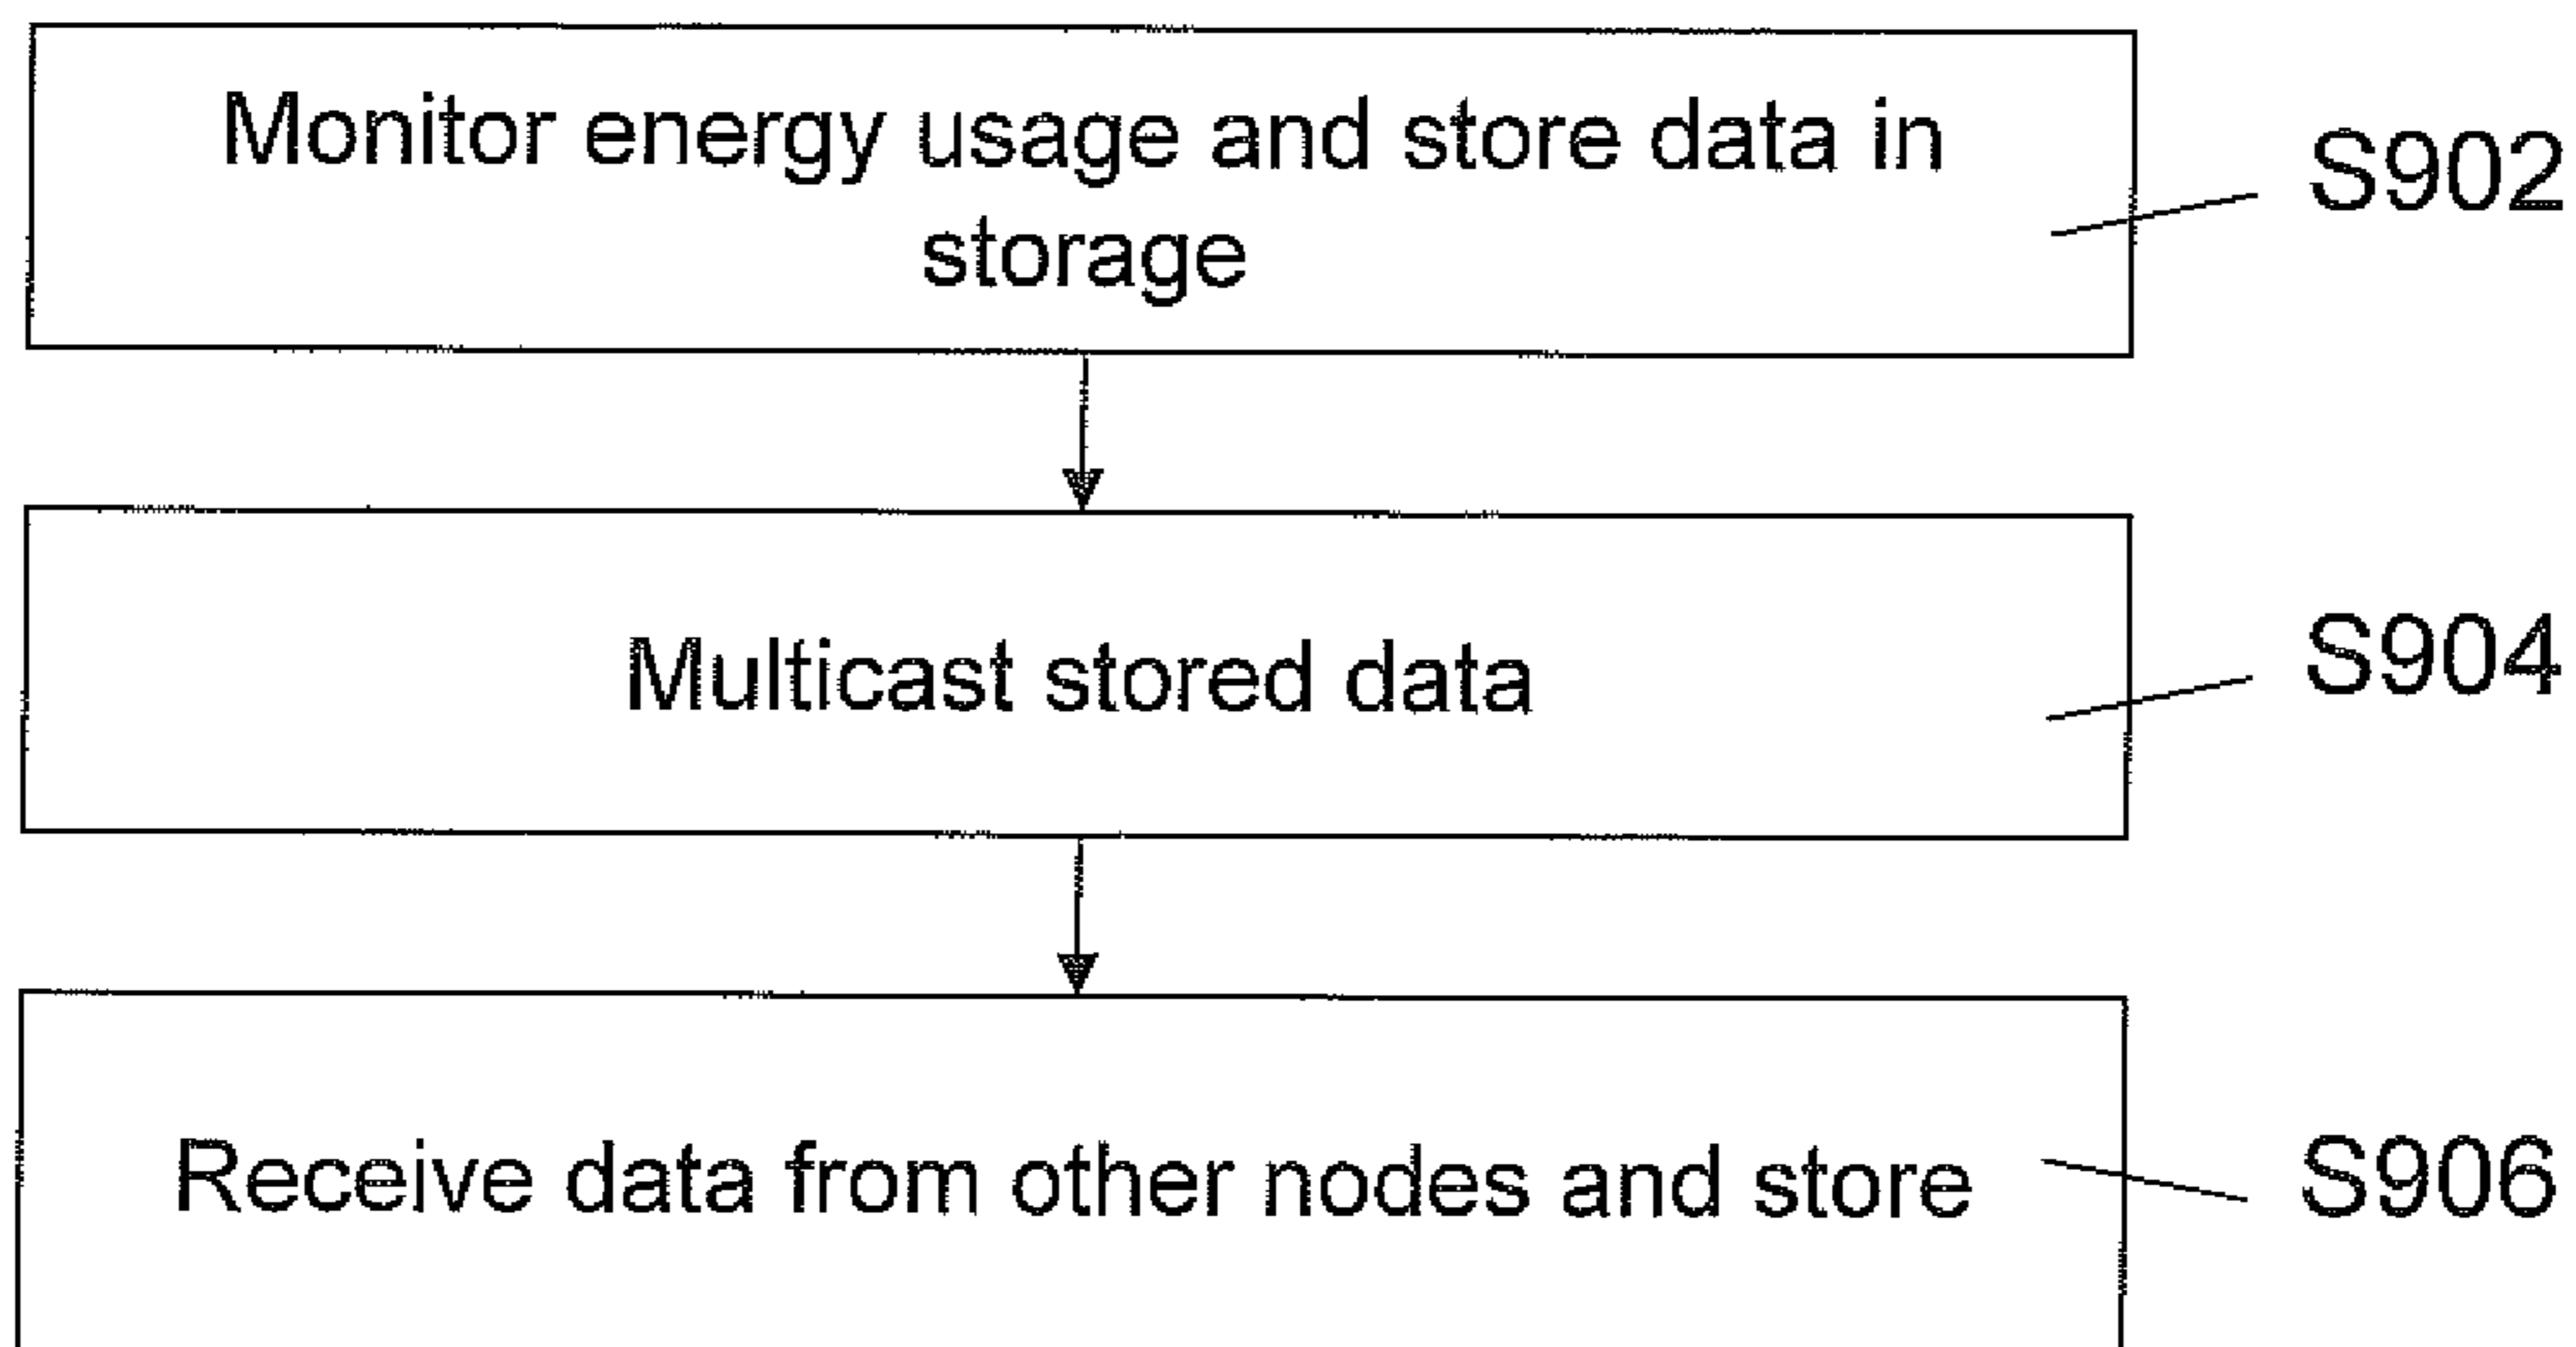 Monitor energy usage and store data in
storage
S902
Multicast stored data
S904
Receive data from other nodes and store
S906